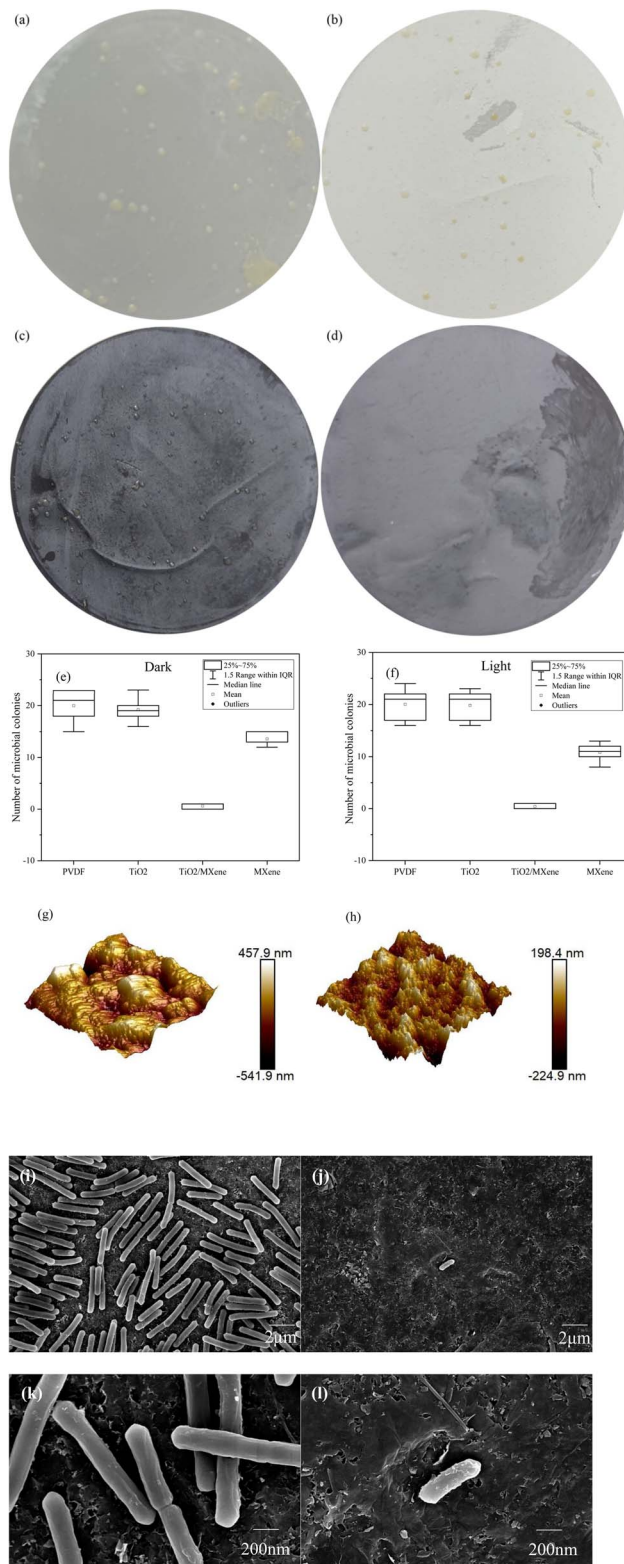 (a)
(b)
(c)
(d)
(e)
Dark
25%~75%
1.5 Range within IQR
Median line
Mean
Outliers
Number of microbial colonies
30
20
10
0
-10
PVDF
TiO2
TiO2/MXene
MXene
(f)
Light
25%~75%
1.5 Range within IQR
Median line
Mean
Outliers
Number of microbial colonies
30
20
10
0
-10
PVDF
TiO2
TiO2/MXene
MXene
(g)
457.9 nm
-541.9 nm
(h)
198.4 nm
-224.9 nm
(i)
2μm
(j)
2μm
(k)
200nm
(l)
200nm